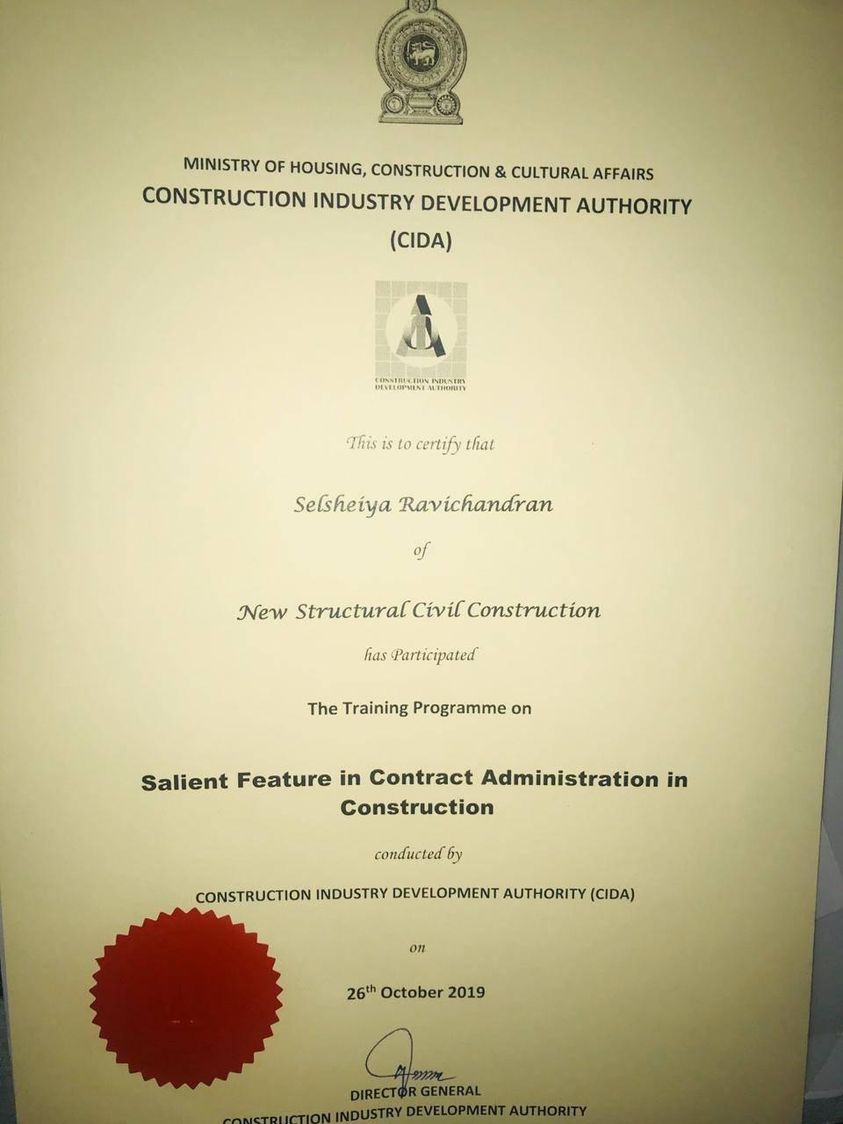 MINISTRY OF HOUSING, CONSTRUCTION & CULTURAL AFFAIRS
CONSTRUCTION INDUSTRY DEVELOPMENT AUTHORITY
(CIDA)
CONSTRUCTION INDUSTRY
DEVELOPMENT AUTHORITY
This is to certify that
Selsheiya Ravichandran
of
New Structural Civil Construction
has Participated
The Training Programme on
Salient Feature in Contract Administration in
Construction
conducted by
CONSTRUCTION INDUSTRY DEVELOPMENT AUTHORITY (CIDA)
on
26th October 2019
DIRECTOR GENERAL
CONSTRUCTION INDUSTRY DEVELOPMENT AUTHORITY